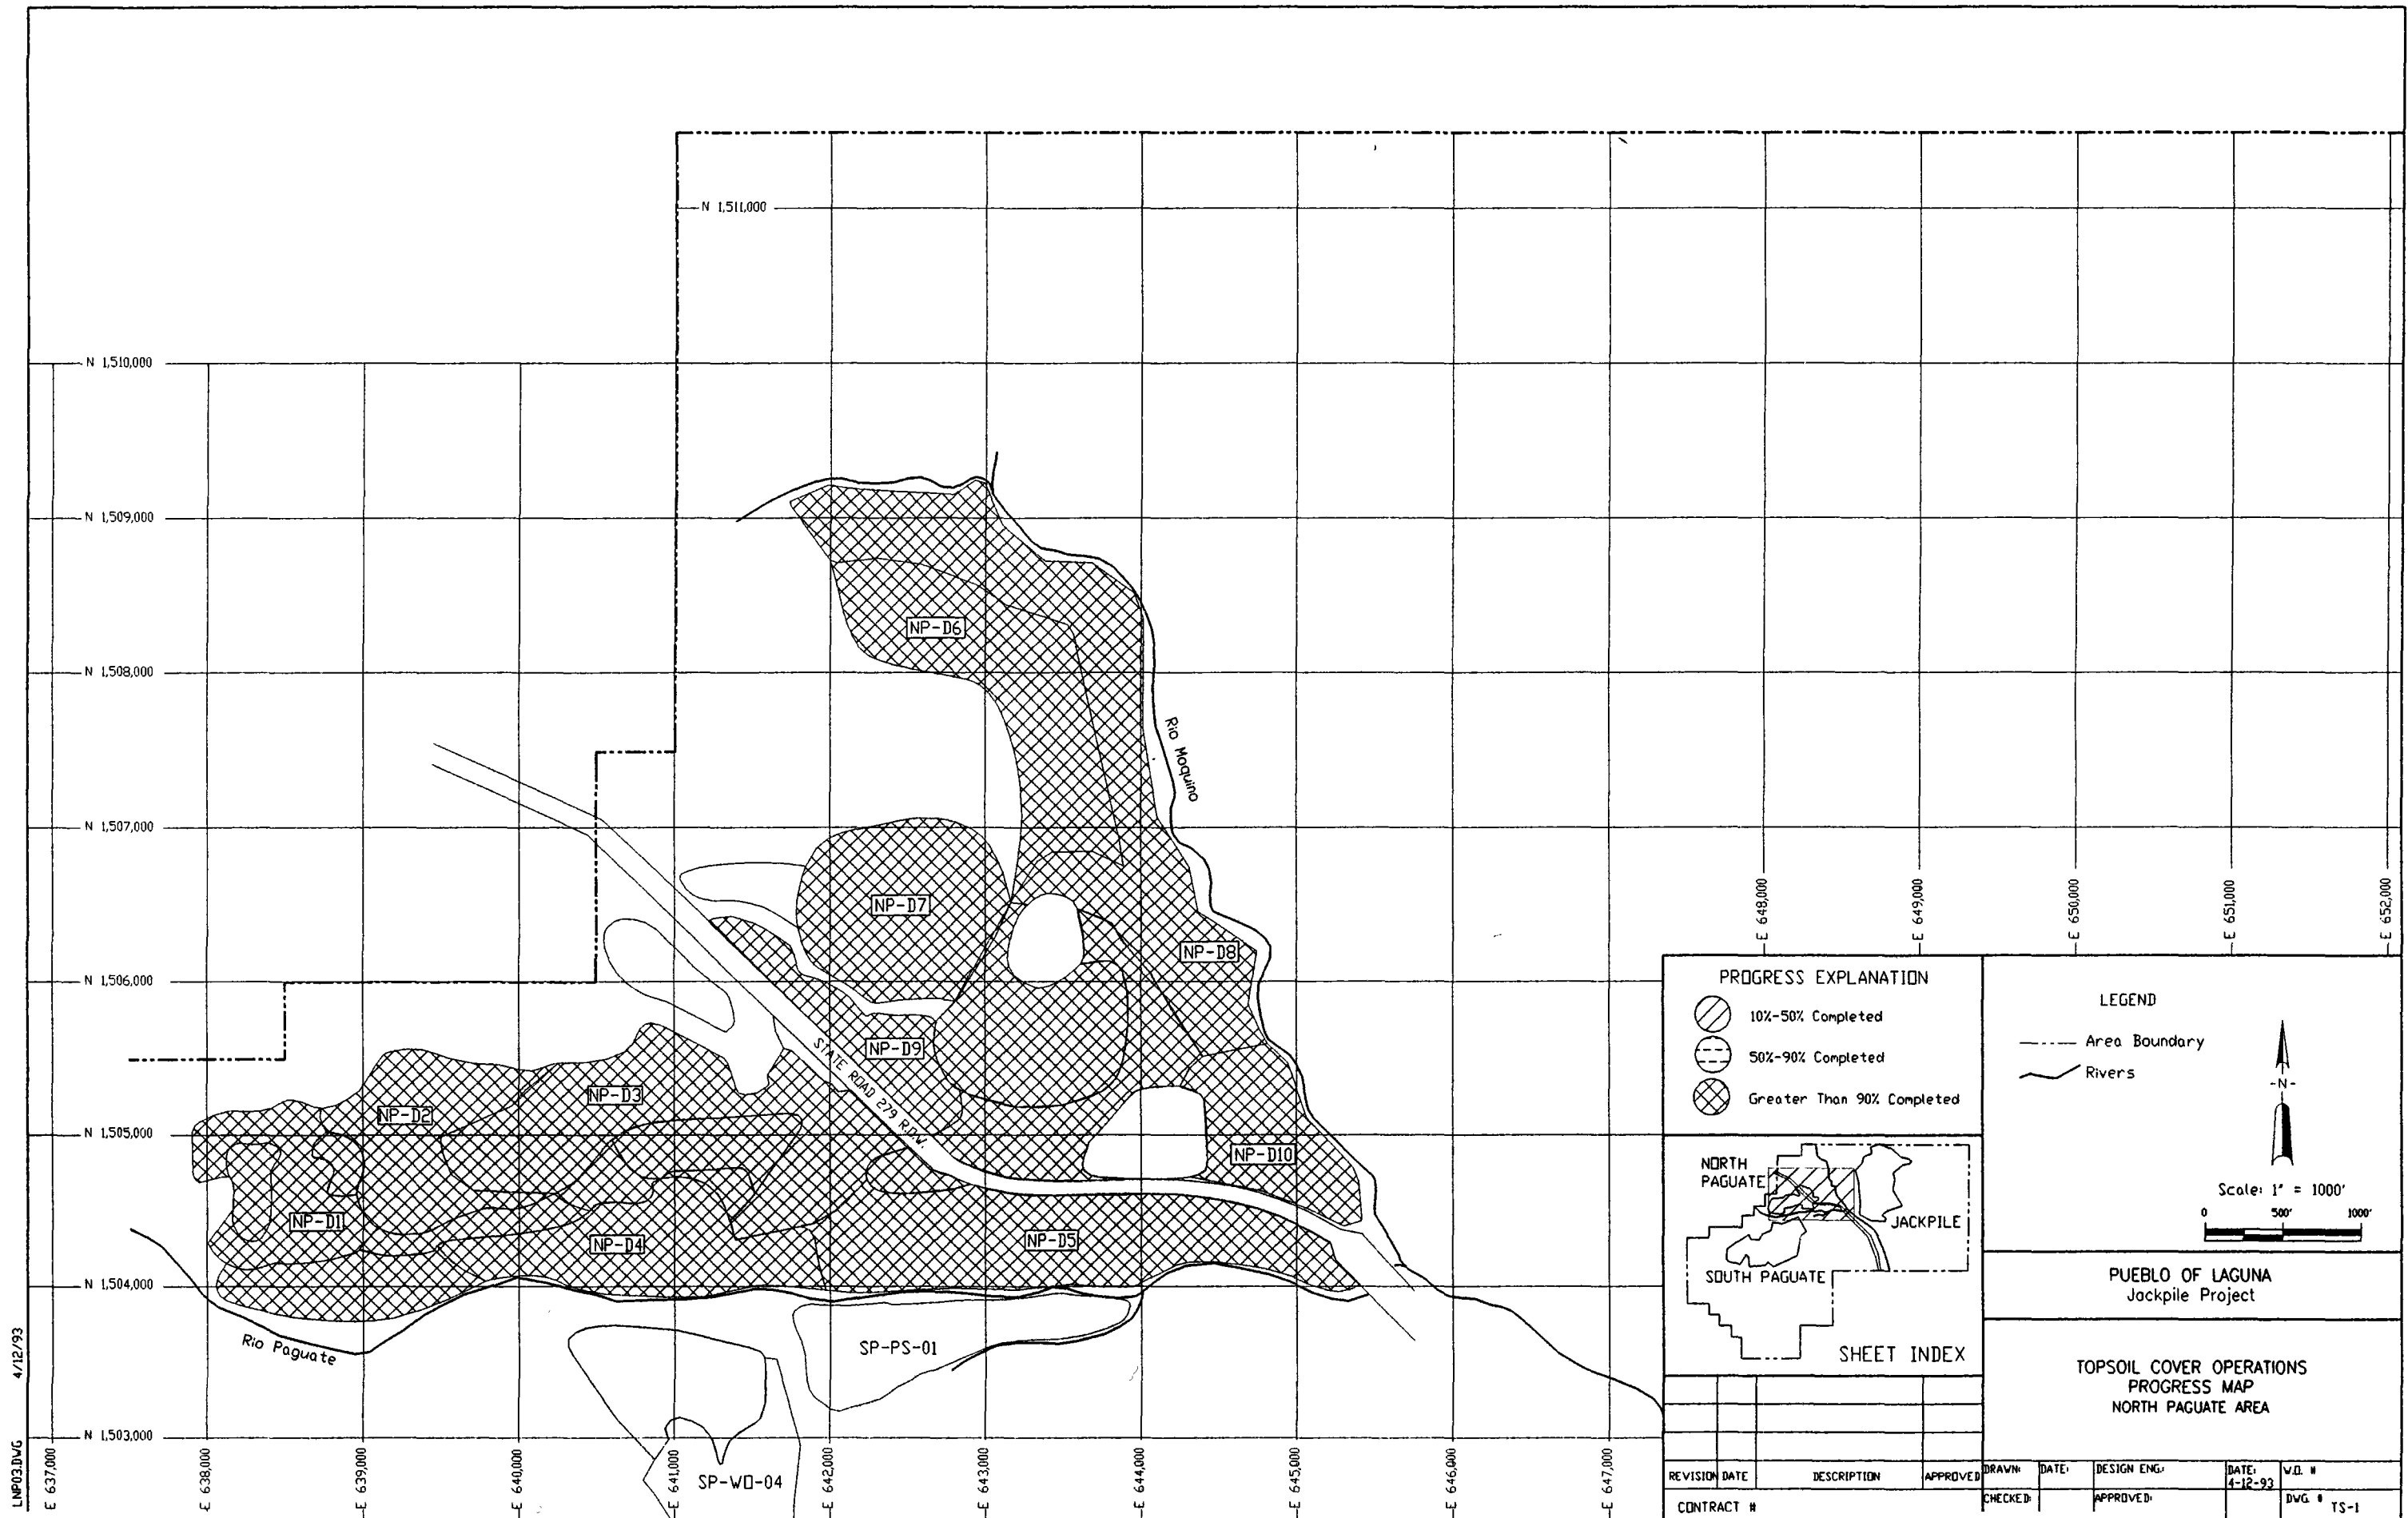 N 1,511,000
N 1,510,000
N 1,509,000
N 1,508,000
N 1,507,000
N 1,506,000
N 1,505,000
N 1,504,000
N 1,503,000
NP-D6
Rio Moquino
NP-D7
NP-D8
NP-D9
STATE ROAD 279 R.O.W.
NP-D3
NP-D2
NP-D10
NP-D1
NP-D4
NP-D5
Rio Paguate
SP-PS-01
SP-WD-04
E 637,000
E 638,000
E 639,000
E 640,000
E 641,000
E 642,000
E 643,000
E 644,000
E 645,000
E 646,000
E 647,000
E 648,000
E 649,000
E 650,000
E 651,000
E 652,000
LNP03.DWG 4/12/93
PROGRESS EXPLANATION
10%-50% Completed
50%-90% Completed
Greater Than 90% Completed
LEGEND
Area Boundary
Rivers
-N-
Scale: 1" = 1000'
0 500' 1000'
NORTH
PAGUATE
JACKPILE
SOUTH PAGUATE
SHEET INDEX
PUEBLO OF LAGUNA
Jackpile Project
TOPSOIL COVER OPERATIONS
PROGRESS MAP
NORTH PAGUATE AREA
REVISION DATE DESCRIPTION APPROVED
CONTRACT #
DRAWN: DATE: DESIGN ENG.: DATE: W.O. #
4-12-93
CHECKED: APPROVED: DWG. # TS-1